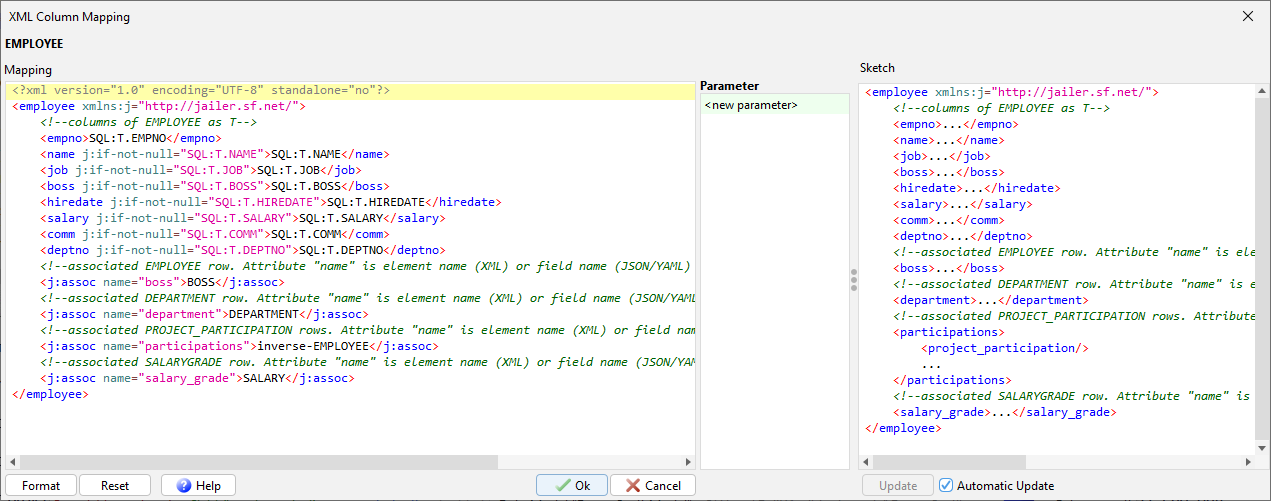 XML Column Mapping
EMPLOYEE
Mapping
<?xml version="1.0" encoding="UTF-8" standalone="no"?>
<employee xmlns:j="http://jailer.sf.net/">
<!--columns of EMPLOYEE as T-->
<empno>SQL:T.EMPNO</empno>
<name j:if-not-null="SQL:T.NAME">SQL:T.NAME</name>
<job j:if-not-null="SQL:T.JOB">SQL:T.JOB</job>
<boss j:if-not-null="SQL:T.BOSS">SQL:T.BOSS</boss>
<hiredate j:if-not-null="SQL:T.HIREDATE">SQL:T.HIREDATE</hiredate>
<salary j:if-not-null="SQL:T.SALARY">SQL:T.SALARY</salary>
<comm j:if-not-null="SQL:T.COMM">SQL:T.COMM</comm>
<deptno j:if-not-null="SQL:T.DEPTNO">SQL:T.DEPTNO</deptno>
<!--associated EMPLOYEE row. Attribute "name" is element name (XML) or field name (JSON/YAML)
<j:assoc name="boss">BOSS</j:assoc>
<!--associated DEPARTMENT row. Attribute "name" is element name (XML) or field name (JSON/YAML
<j:assoc name="department">DEPARTMENT</j:assoc>
<!--associated PROJECT_PARTICIPATION rows. Attribute "name" is element name (XML) or field nam
<j:assoc name="participations">inverse-EMPLOYEE</j:assoc>
<!--associated SALARYGRADE row. Attribute "name" is element name (XML) or field name (JSON/YAM
<j:assoc name="salary_grade">SALARY</j:assoc>
</employee>
Parameter
<new parameter>
Sketch
<employee xmlns:j="http://jailer.sf.net/">
<!--columns of EMPLOYEE as T-->
<empno>...</empno>
<name>...</name>
<job>...</job>
<boss>...</boss>
<hiredate>...</hiredate>
<salary>...</salary>
<comm>...</comm>
<deptno>...</deptno>
<!--associated EMPLOYEE row. Attribute "name" is ele
<boss>...</boss>
<!--associated DEPARTMENT row. Attribute "name" is e
<department>...</department>
<!--associated PROJECT_PARTICIPATION rows. Attribute
<participations>
<project_participation/>
...
</participations>
<!--associated SALARYGRADE row. Attribute "name" is
<salary_grade>...</salary_grade>
</employee>
Format
Reset
Help
Ok
Cancel
Update
Automatic Update